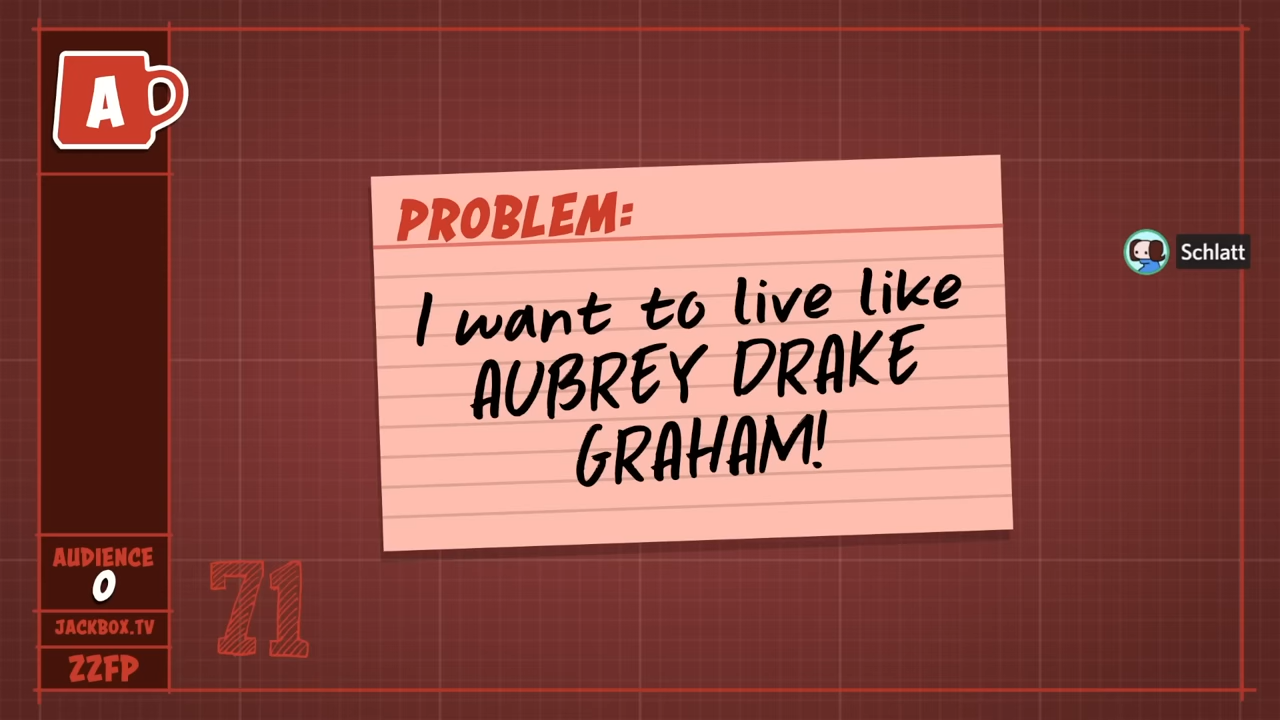 A
PROBLEM:
I want to live like
AUBREY DRAKE
GRAHAM!
Schlatt
AUDIENCE
0
JACKBOX.TV
ZZFP
71